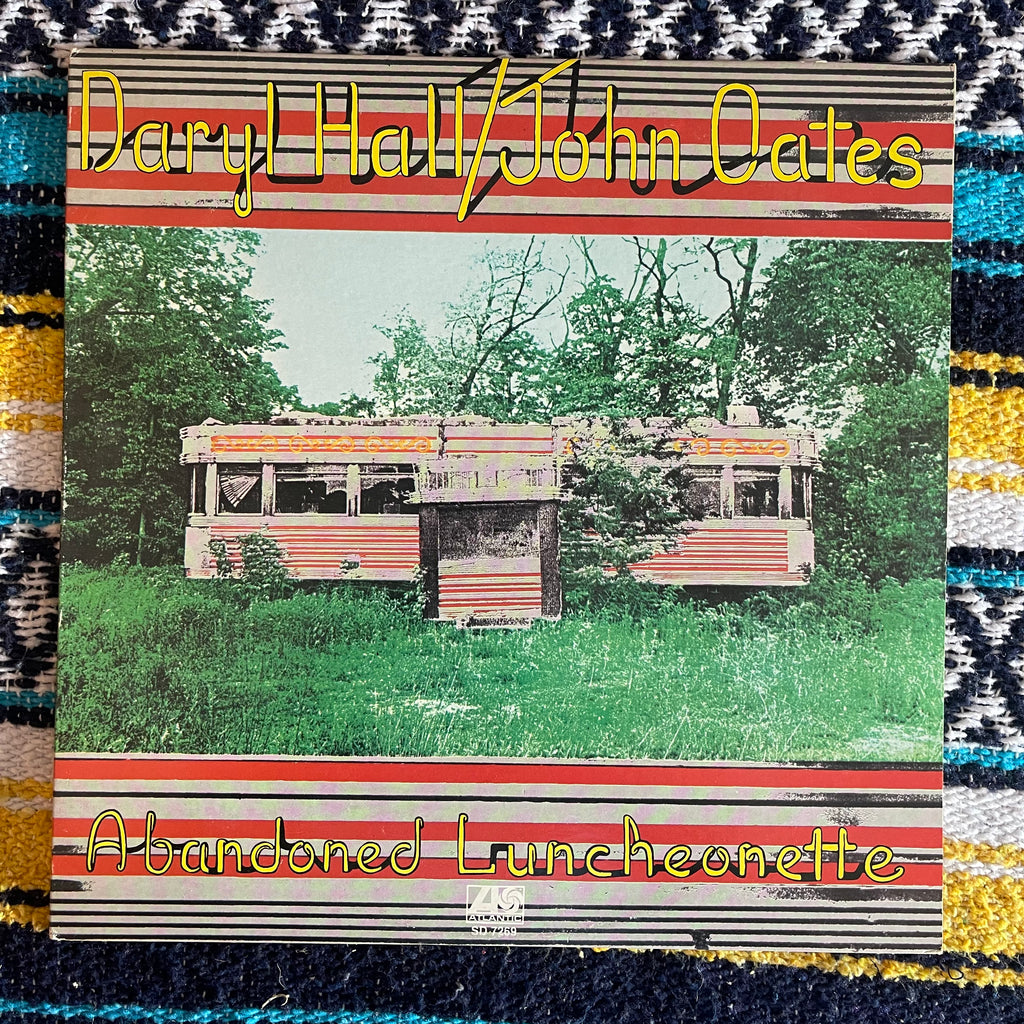 Daryl Hall/John Oates
Abandoned Luncheonette
ATLANTIC
SD 7269